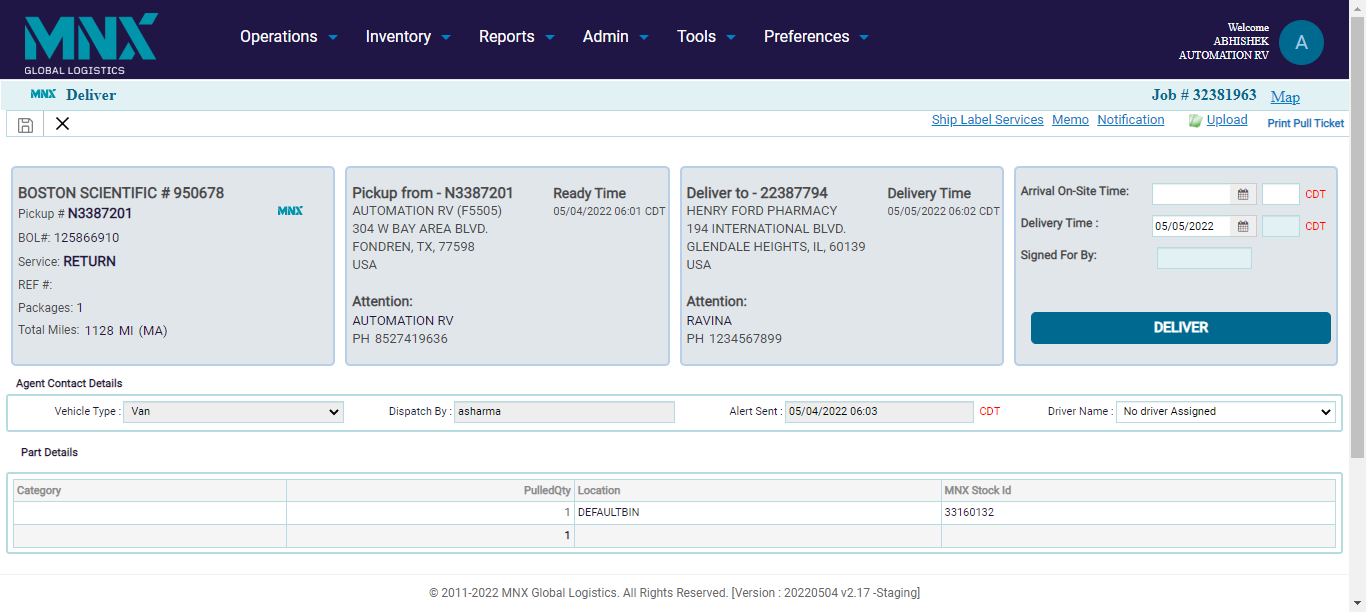 MNX
GLOBAL LOGISTICS
Operations Inventory Reports Admin Tools Preferences
Welcome
ABHISHEK
AUTOMATION RV
A
MNX Deliver
Job # 32381963 Map
Ship Label Services Memo Notification Upload Print Pull Ticket
BOSTON SCIENTIFIC # 950678
Pickup # N3387201
MNX
BOL#: 125866910
Service: RETURN
REF #:
Packages: 1
Total Miles: 1128 MI (MA)
Pickup from - N3387201
AUTOMATION RV (F5505)
304 W BAY AREA BLVD.
FONDREN, TX, 77598
USA
Attention:
AUTOMATION RV
PH 8527419636
Ready Time
05/04/2022 06:01 CDT
Deliver to - 22387794
HENRY FORD PHARMACY
194 INTERNATIONAL BLVD.
GLENDALE HEIGHTS, IL, 60139
USA
Attention:
RAVINA
PH 1234567899
Delivery Time
05/05/2022 06:02 CDT
Arrival On-Site Time: CDT
Delivery Time : 05/05/2022 CDT
Signed For By:
DELIVER
Agent Contact Details
Vehicle Type : Van Dispatch By : asharma Alert Sent : 05/04/2022 06:03 CDT Driver Name : No driver Assigned
Part Details
Category PulledQty Location MNX Stock Id
1 DEFAULTBIN 33160132
1
© 2011-2022 MNX Global Logistics. All Rights Reserved. [Version : 20220504 v2.17 -Staging]